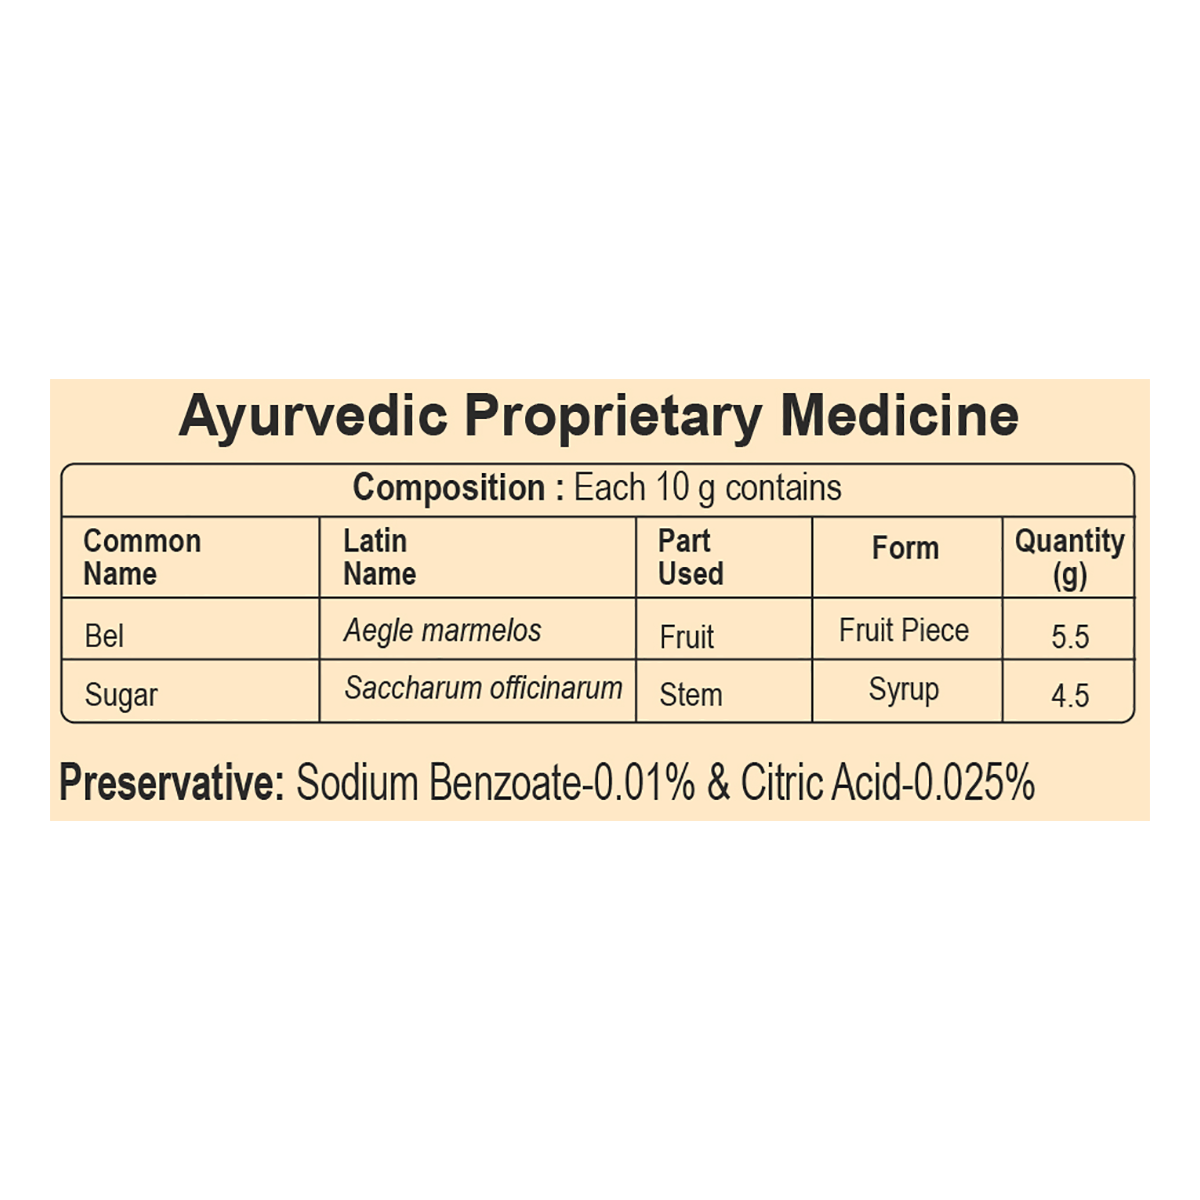 Ayurvedic Proprietary Medicine
Composition : Each 10 g contains
Common Name Latin Name Part Used Form Quantity (g)
Bel Aegle marmelos Fruit Fruit Piece 5.5
Sugar Saccharum officinarum Stem Syrup 4.5
Preservative: Sodium Benzoate-0.01% & Citric Acid-0.025%